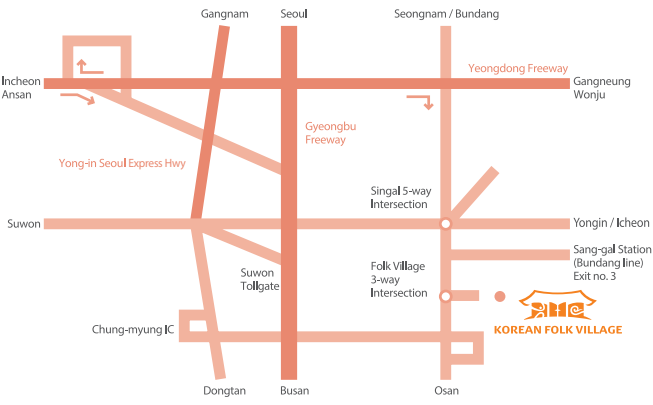 Gangnam
Seoul
Seongnam / Bundang
Yeongdong Freeway
Incheon
Ansan
Gangneung
Wonju
Gyeongbu
Freeway
Yong-in Seoul Express Hwy
Singal 5-way
Intersection
Suwon
Yongin / Icheon
Sang-gal Station
(Bundang line)
Exit no. 3
Folk Village
3-way
Intersection
Suwon
Tollgate
KOREAN FOLK VILLAGE
Chung-myung IC
Dongtan
Busan
Osan